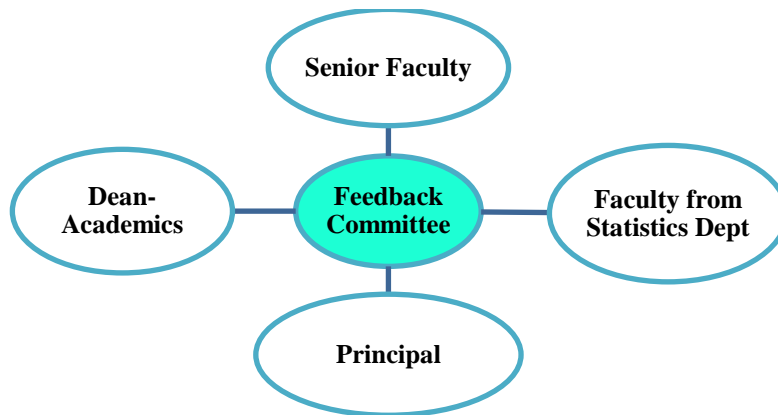 Senior Faculty
Dean-
Academics
Feedback
Committee
Faculty from
Statistics Dept
Principal